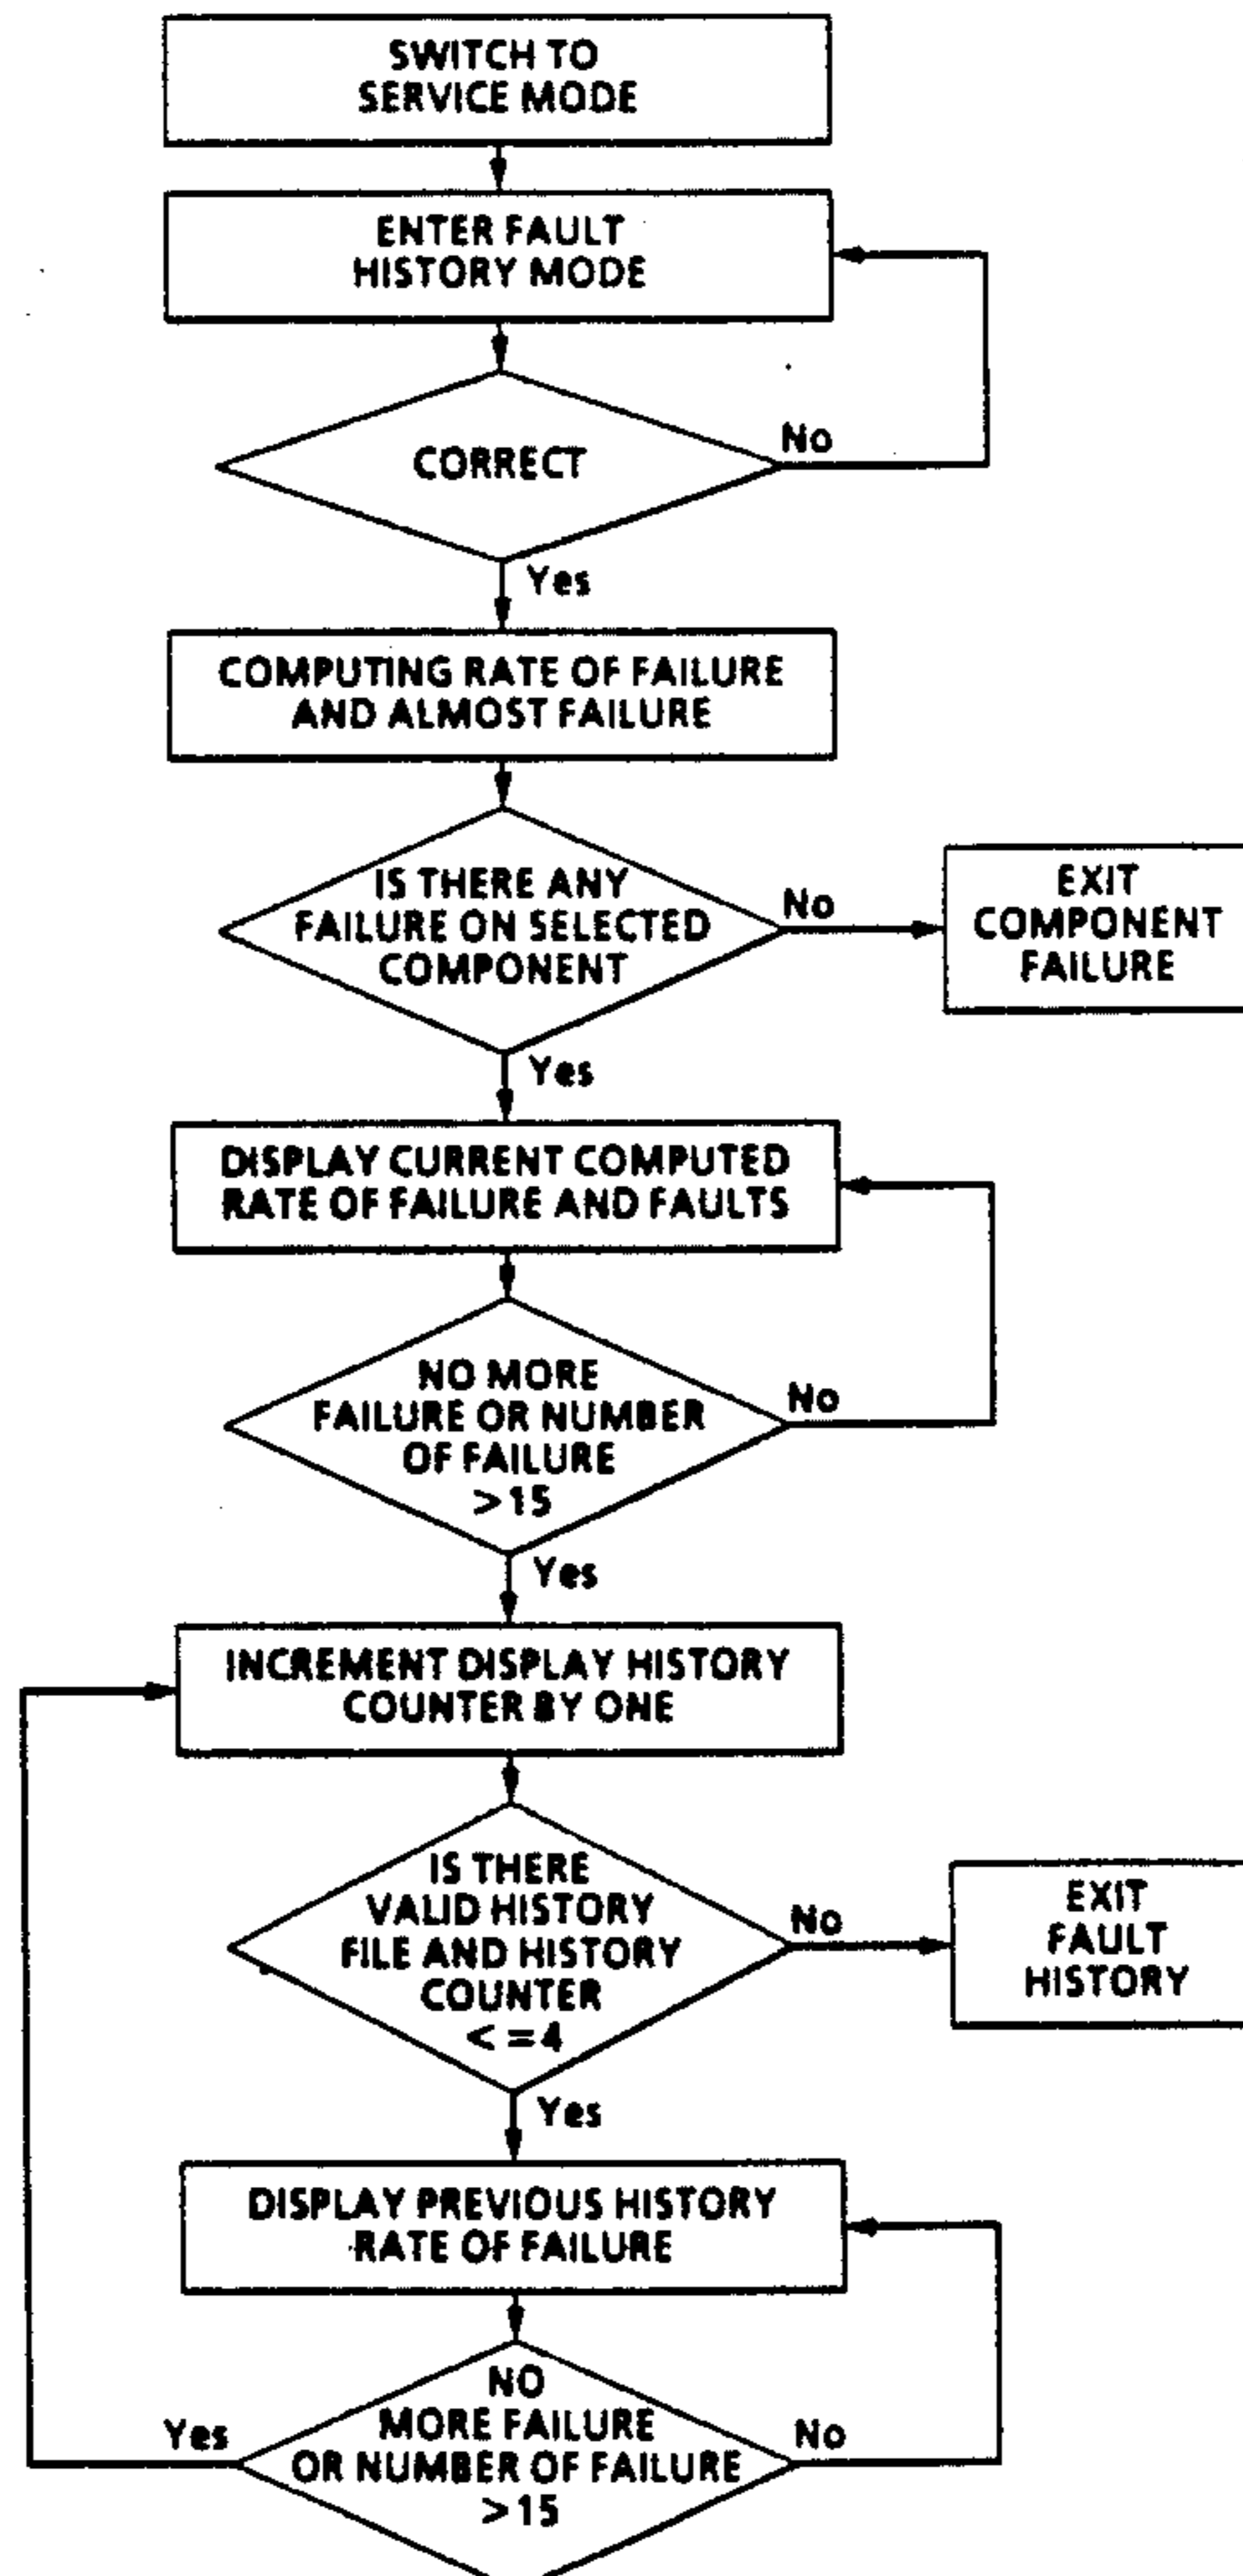 SWITCH TO
SERVICE MODE
ENTER FAULT
HISTORY MODE
CORRECT
No
Yes
COMPUTING RATE OF FAILURE
AND ALMOST FAILURE
IS THERE ANY
FAILURE ON SELECTED
COMPONENT
No
EXIT
COMPONENT
FAILURE
Yes
DISPLAY CURRENT COMPUTED
RATE OF FAILURE AND FAULTS
NO MORE
FAILURE OR NUMBER
OF FAILURE
>15
No
Yes
INCREMENT DISPLAY HISTORY
COUNTER BY ONE
IS THERE
VALID HISTORY
FILE AND HISTORY
COUNTER
< =4
No
EXIT
FAULT
HISTORY
Yes
DISPLAY PREVIOUS HISTORY
RATE OF FAILURE
NO
MORE FAILURE
OR NUMBER OF FAILURE
>15
Yes
No